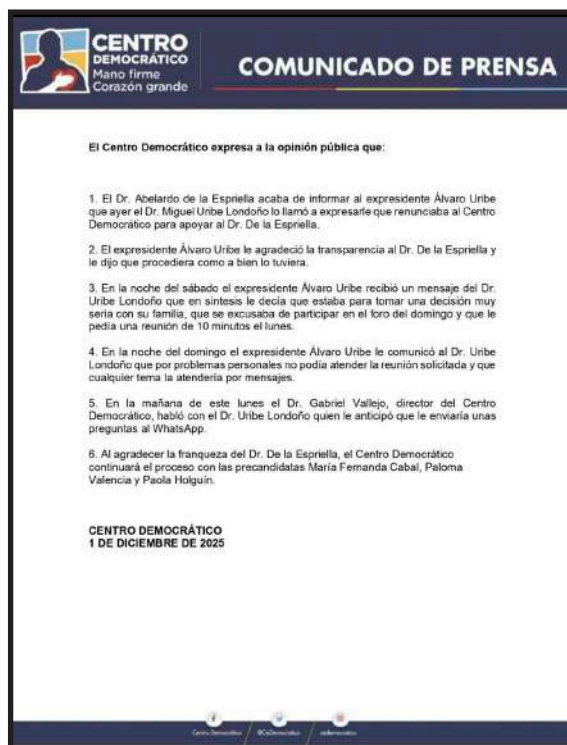 CENTRO
DEMOCRÁTICO
Mano firme
Corazón grande
COMUNICADO DE PRENSA
El Centro Democrático expresa a la opinión pública que:
1. El Dr. Abelardo de la Espriella acaba de informar al expresidente Álvaro Uribe
que ayer el Dr. Miguel Uribe Londoño lo llamó a expresarle que renunciaba al Centro
Democrático para apoyar al Dr. De la Espriella.
2. El expresidente Álvaro Uribe le agradeció la transparencia al Dr. De la Espriella y
le dijo que procediera como a bien lo tuviera.
3. En la noche del sábado el expresidente Álvaro Uribe recibió un mensaje del Dr.
Uribe Londoño que en síntesis le decía que estaba para tomar una decisión muy
seria con su familia, que se excusaba de participar en el foro del domingo y que le
pedía una reunión de 10 minutos el lunes.
4. En la noche del domingo el expresidente Álvaro Uribe le comunicó al Dr. Uribe
Londoño que por problemas personales no podía atender la reunión solicitada y que
cualquier tema la atendería por mensajes.
5. En la mañana de este lunes el Dr. Gabriel Vallejo, director del Centro
Democrático, habló con el Dr. Uribe Londoño quien le anticipó que le enviaría unas
preguntas al WhatsApp.
6. Al agradecer la franqueza del Dr. De la Espriella, el Centro Democrático
continuará el proceso con las precandidatas María Fernanda Cabal, Paloma
Valencia y Paola Holguín.
CENTRO DEMOCRÁTICO
1 DE DICIEMBRE DE 2025
Centro Democrático / @CeDemocratico / cedemocratico